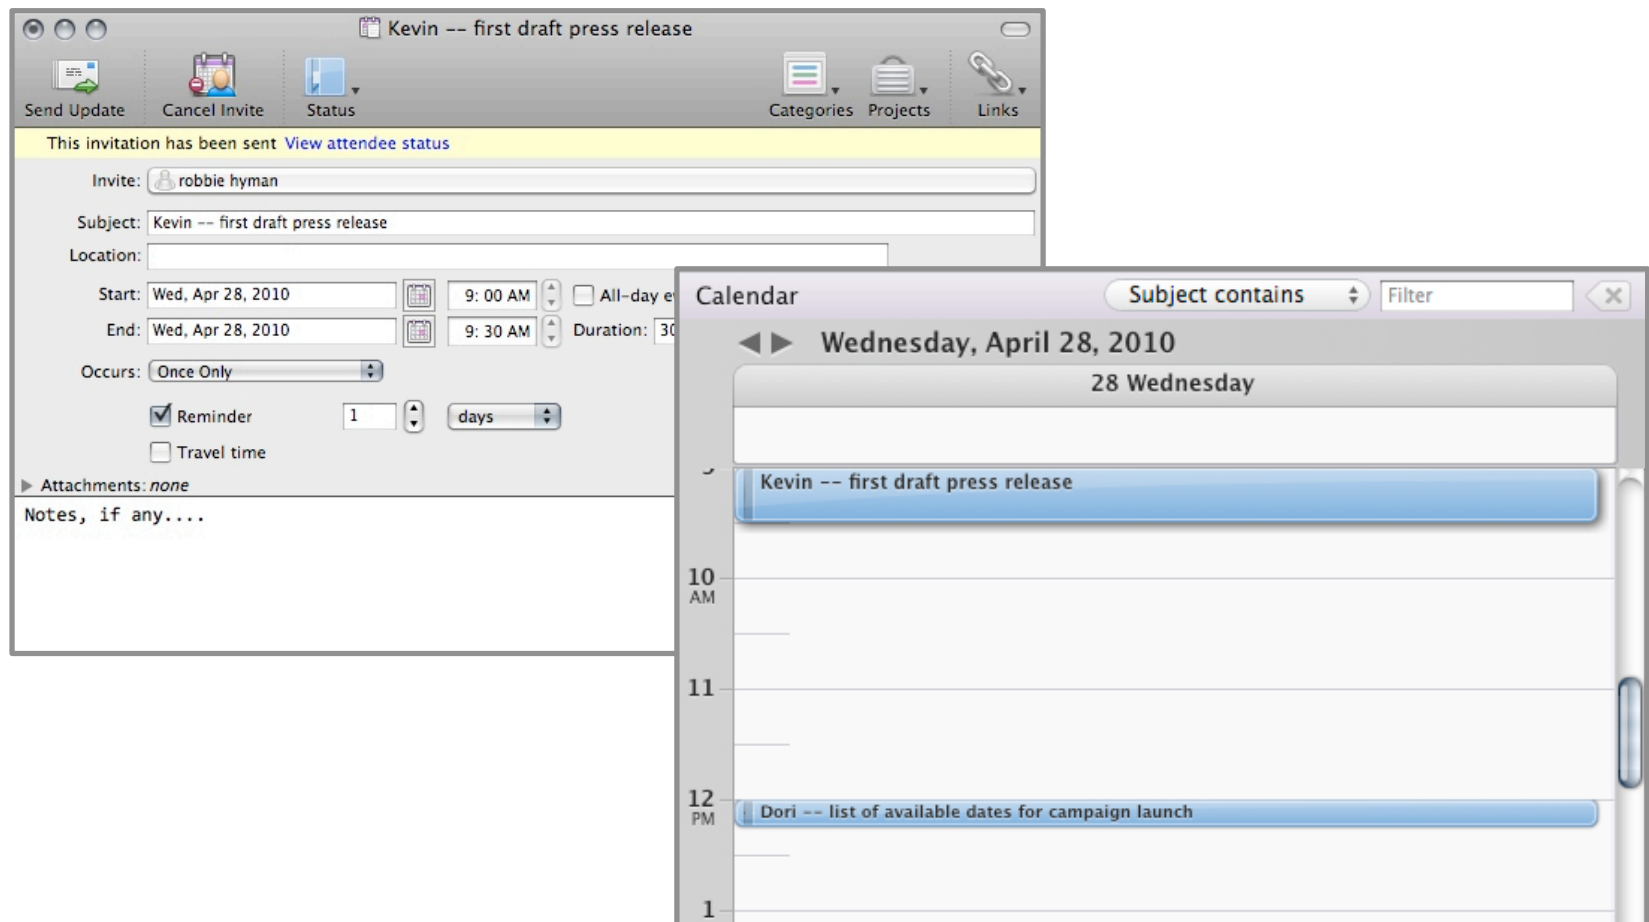 Kevin -- first draft press release
Send Update Cancel Invite Status Categories Projects Links
This invitation has been sent View attendee status
Invite: robbie hyman
Subject: Kevin -- first draft press release
Location:
Start: Wed, Apr 28, 2010 9: 00 AM All-day e
End: Wed, Apr 28, 2010 9: 30 AM Duration: 30
Occurs: Once Only
Reminder 1 days
Travel time
Attachments: none
Notes, if any....
Calendar Subject contains Filter
Wednesday, April 28, 2010
28 Wednesday
Kevin -- first draft press release
10
AM
11
12
PM
Dori -- list of available dates for campaign launch
1